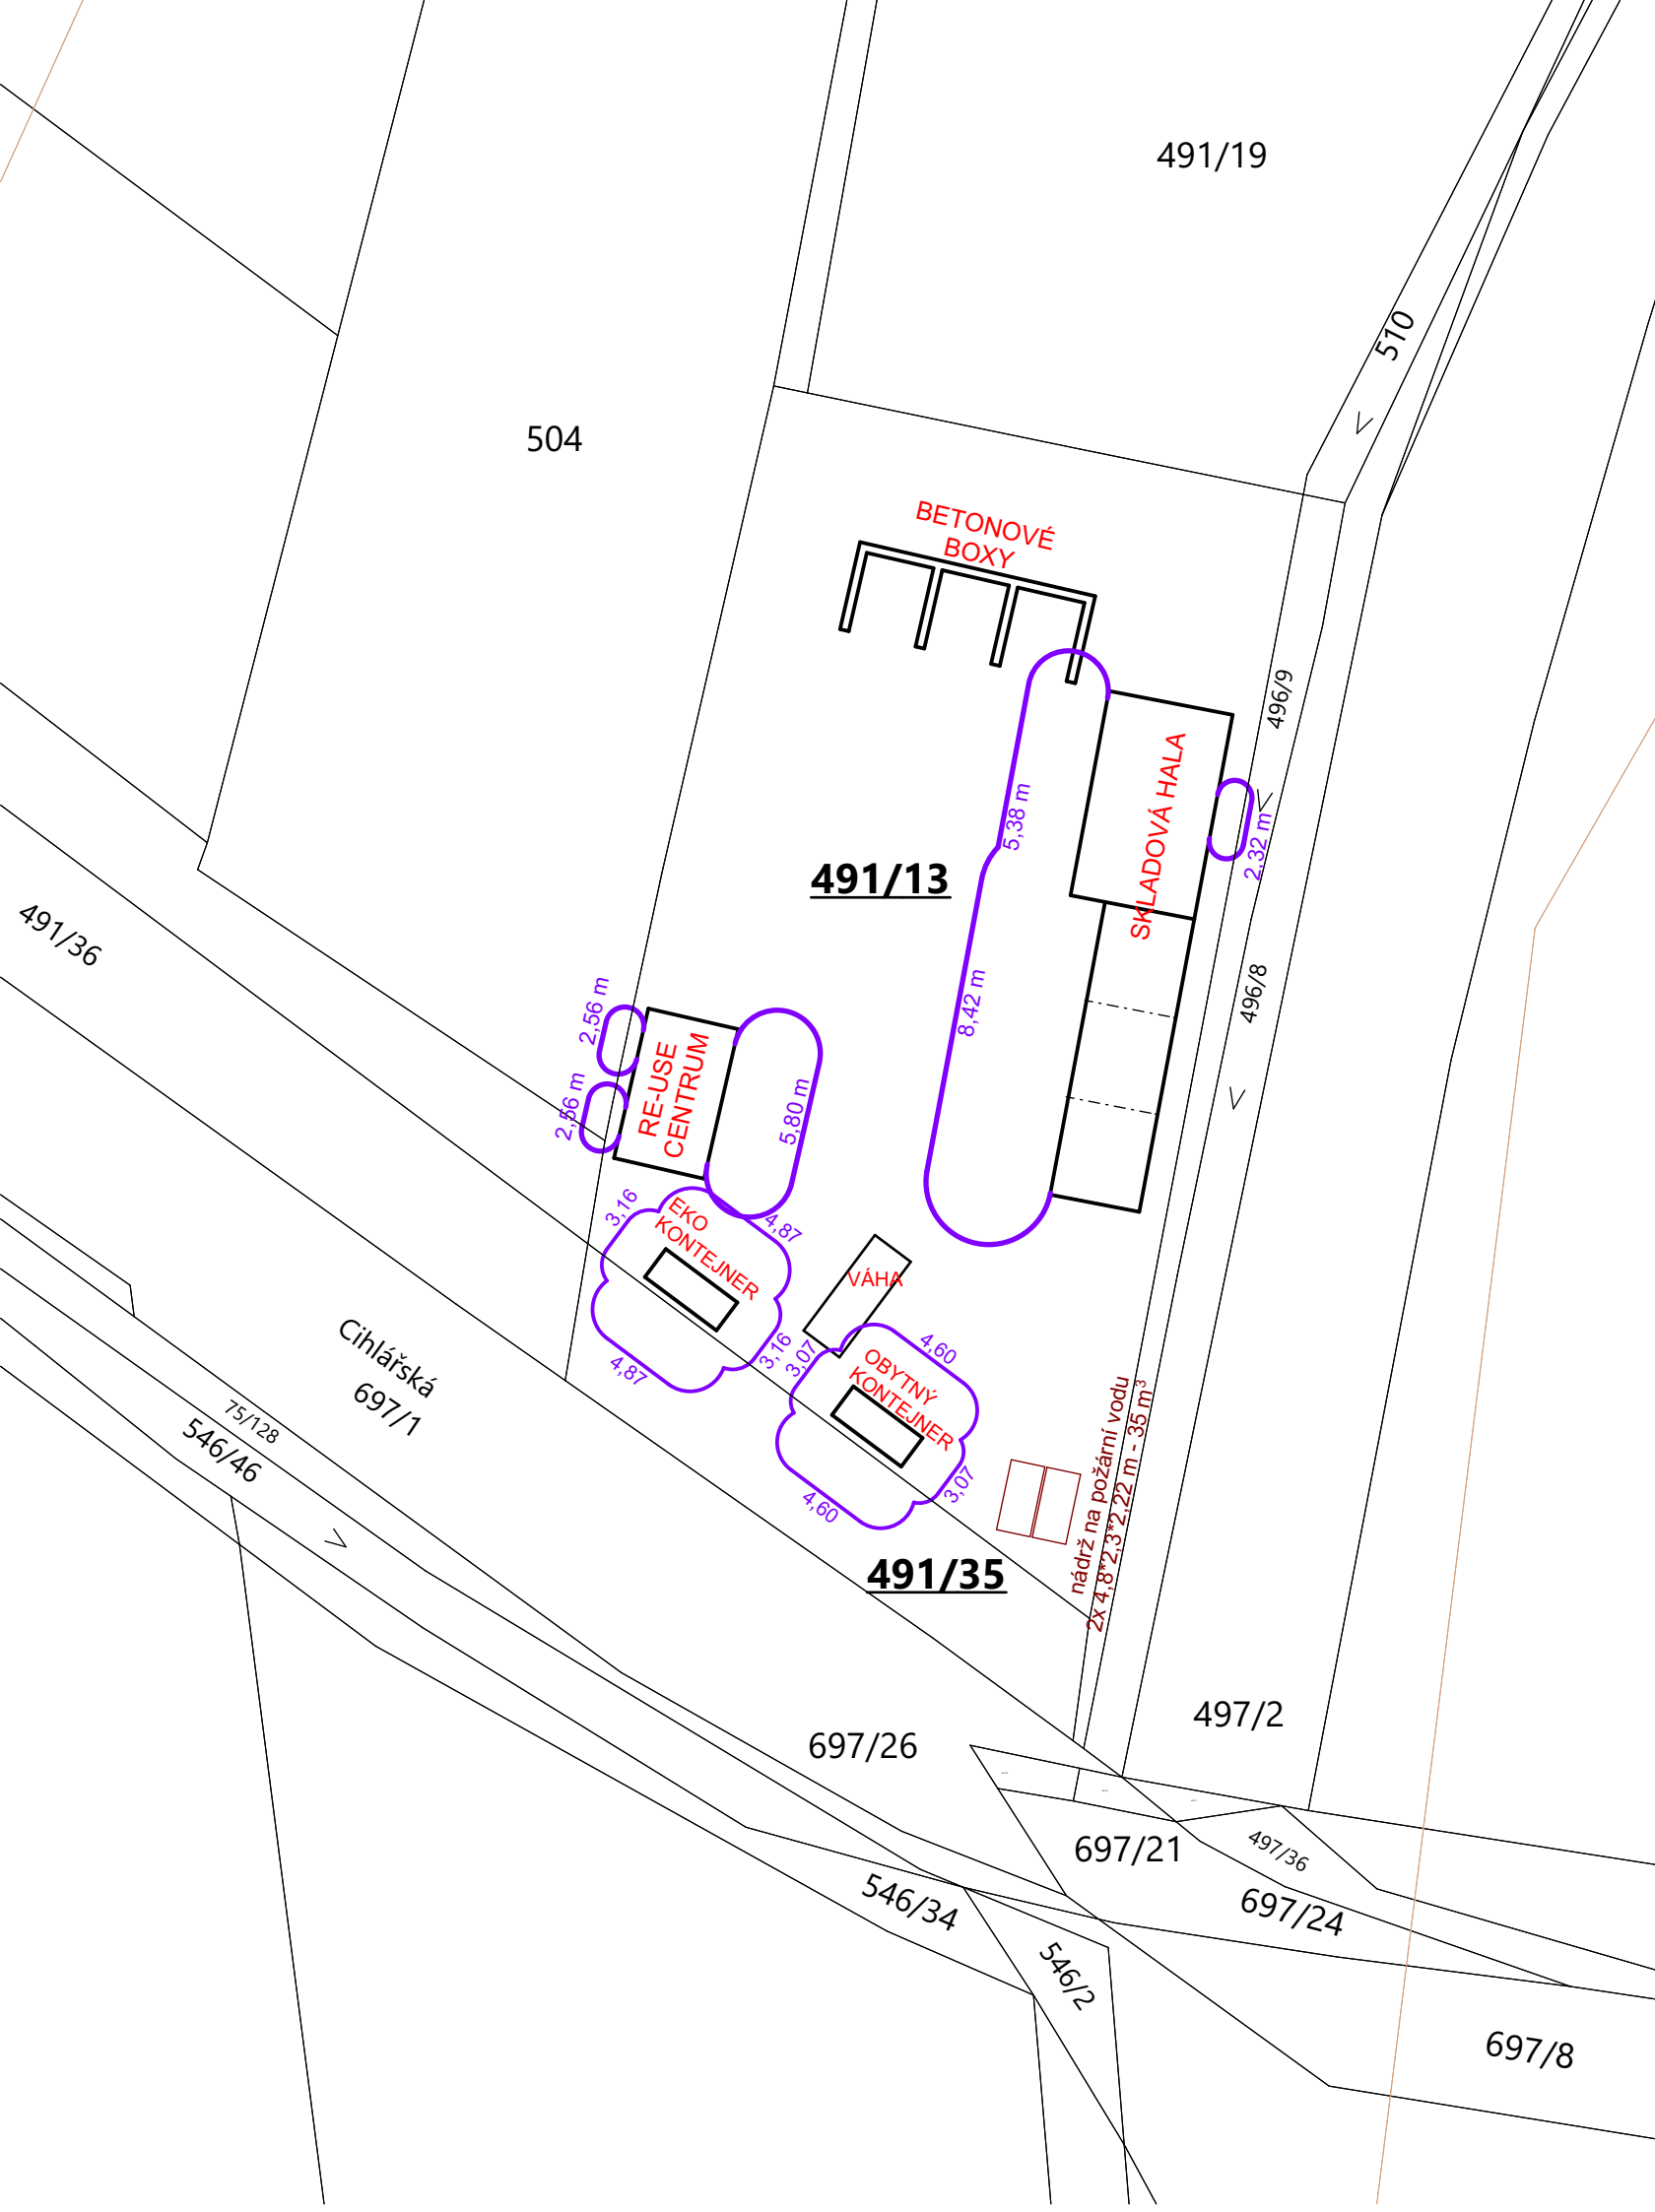 491/19
510
504
BETONOVÉ
BOXY
496/9
SKLADOVÁ HALA
5,38 m
2,32 m
491/13
491/36
8,42 m
496/8
2,56 m
RE-USE
CENTRUM
2,56 m
5,80 m
3,16
EKO
KONTEJNER
4,87
VÁHA
3,16
4,87
3,07
4,60
OBYTNÝ
KONTEJNER
Cihlářská
697/1
75/128
546/46
3,07
4,60
nádrž na požární vodu
2x 4,8*2,3*2,22 m - 35 m³
491/35
497/2
697/26
697/21
497/36
546/34
697/24
546/2
697/8